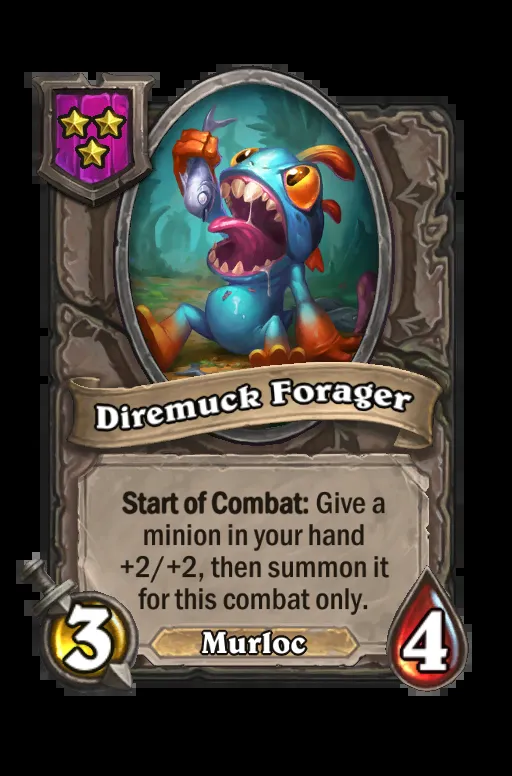 Diremuck Forager
Start of Combat: Give a
minion in your hand
+2/+2, then summon it
for this combat only.
3
Murloc
4